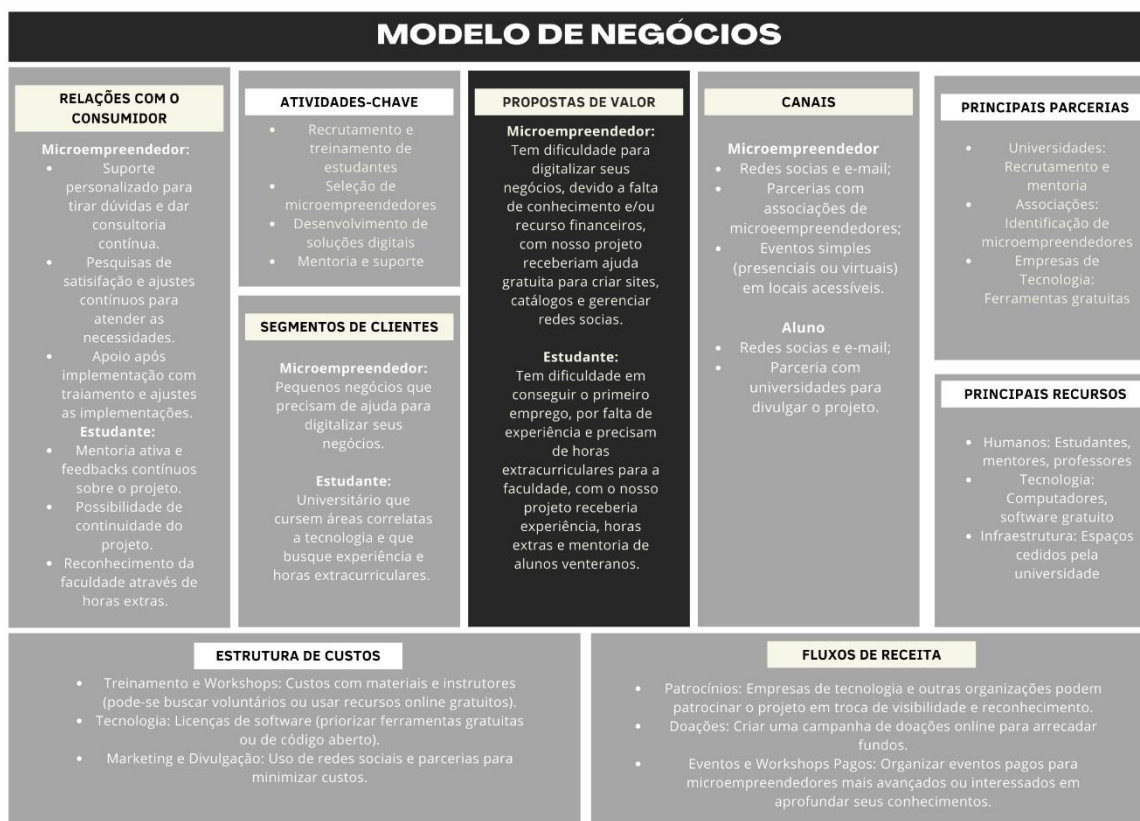 MODELO DE NEGÓCIOS
RELAÇÕES COM O
CONSUMIDOR
Microempreendedor:
• Suporte
personalizado para
tirar dúvidas e dar
consultoria
contínua.
• Pesquisas de
satisifação e ajustes
contínuos para
atender as
necessidades.
• Apoio após
implementação com
traiamento e ajustes
as implementações.
Estudante:
• Mentoria ativa e
feedbacks contínuos
sobre o projeto.
• Possibilidade de
continuidade do
projeto.
• Reconhecimento da
faculdade através de
horas extras.
ATIVIDADES-CHAVE
• Recrutamento e
treinamento de
estudantes
• Seleção de
microempreendedores
• Desenvolvimento de
soluções digitais
• Mentoria e suporte
SEGMENTOS DE CLIENTES
Microempreendedor:
Pequenos negócios que
precisam de ajuda para
digitalizar seus
negócios.
Estudante:
Universitário que
cursem áreas correlatas
a tecnologia e que
busque experiência e
horas extracurriculares.
PROPOSTAS DE VALOR
Microempreendedor:
Tem dificuldade para
digitalizar seus
negócios, devido a falta
de conhecimento e/ou
recurso financeiros,
com nosso projeto
receberiam ajuda
gratuita para criar sites,
catálogos e gerenciar
redes socias.
Estudante:
Tem dificuldade em
conseguir o primeiro
emprego, por falta de
experiência e precisam
de horas
extracurriculares para a
faculdade, com o nosso
projeto receberia
experiência, horas
extras e mentoria de
alunos venteranos.
CANAIS
Microempreendedor
• Redes socias e e-mail;
• Parcerias com
associações de
microeempreendedores;
• Eventos simples
(presenciais ou virtuais)
em locais acessíveis.
Aluno
• Redes socias e e-mail;
• Parceria com
universidades para
divulgar o projeto.
PRINCIPAIS PARCERIAS
• Universidades:
Recrutamento e
mentoria
• Associações:
Identificação de
microempreendedores
• Empresas de
Tecnologia:
Ferramentas gratuitas
PRINCIPAIS RECURSOS
• Humanos: Estudantes,
mentores, professores
• Tecnologia:
Computadores,
software gratuito
• Infraestrutura: Espaços
cedidos pela
universidade
ESTRUTURA DE CUSTOS
• Treinamento e Workshops: Custos com materiais e instrutores
(pode-se buscar voluntários ou usar recursos online gratuitos).
• Tecnologia: Licenças de software (priorizar ferramentas gratuitas
ou de código aberto).
• Marketing e Divulgação: Uso de redes sociais e parcerias para
minimizar custos.
FLUXOS DE RECEITA
• Patrocínios: Empresas de tecnologia e outras organizações podem
patrocinar o projeto em troca de visibilidade e reconhecimento.
• Doações: Criar uma campanha de doações online para arrecadar
fundos.
• Eventos e Workshops Pagos: Organizar eventos pagos para
microempreendedores mais avançados ou interessados em
aprofundar seus conhecimentos.